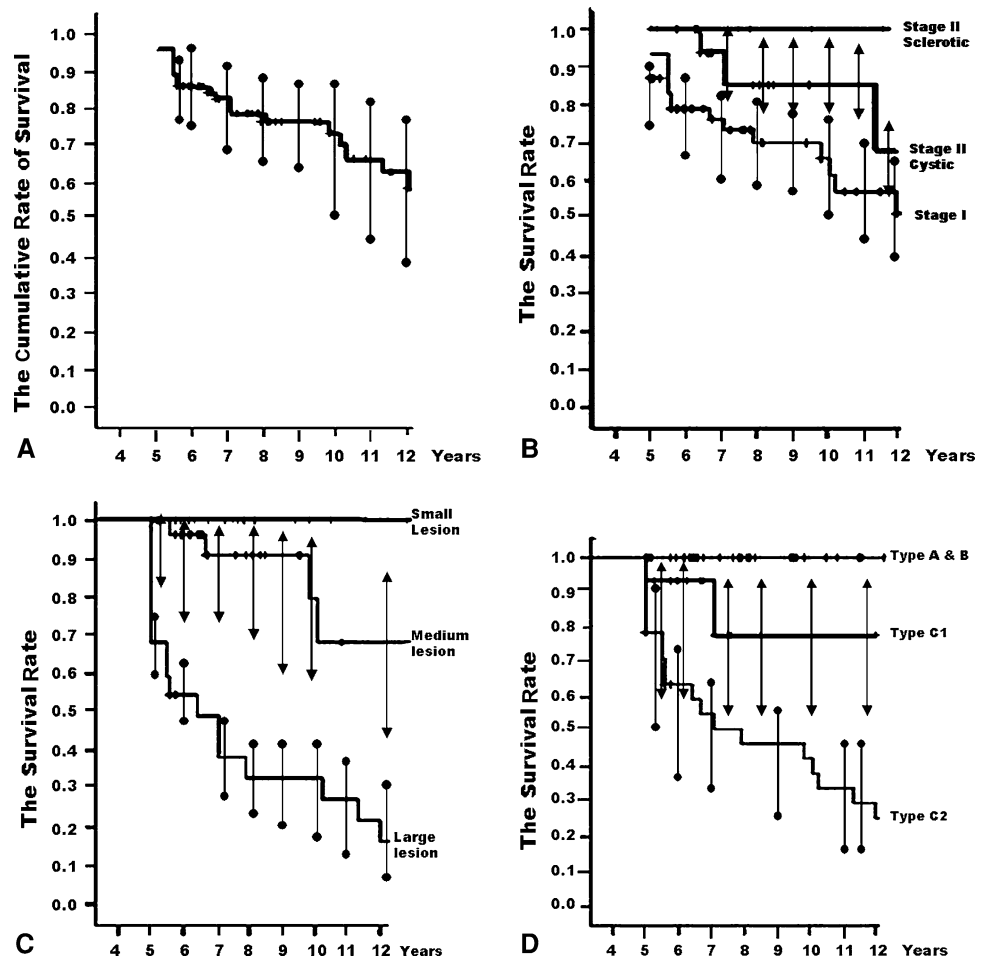 The Cumulative Rate of Survival
1.0
0.9
0.8
0.7
0.6
0.5
0.4
0.3
0.2
0.1
0.0
4 5 6 7 8 9 10 11 12 Years
A
The Survival Rate
1.0
0.9
0.8
0.7
0.6
0.5
0.4
0.3
0.2
0.1
0.0
Stage II
Sclerotic
Stage II
Cystic
Stage I
4 5 6 7 8 9 10 11 12 Years
B
The Survival Rate
1.0
0.9
0.8
0.7
0.6
0.5
0.4
0.3
0.2
0.1
0.0
Small
Lesion
Medium
lesion
Large
lesion
4 5 6 7 8 9 10 11 12 Years
C
The Survival Rate
1.0
0.9
0.8
0.7
0.6
0.5
0.4
0.3
0.2
0.1
0.0
Type A & B
Type C1
Type C2
4 5 6 7 8 9 10 11 12 Years
D